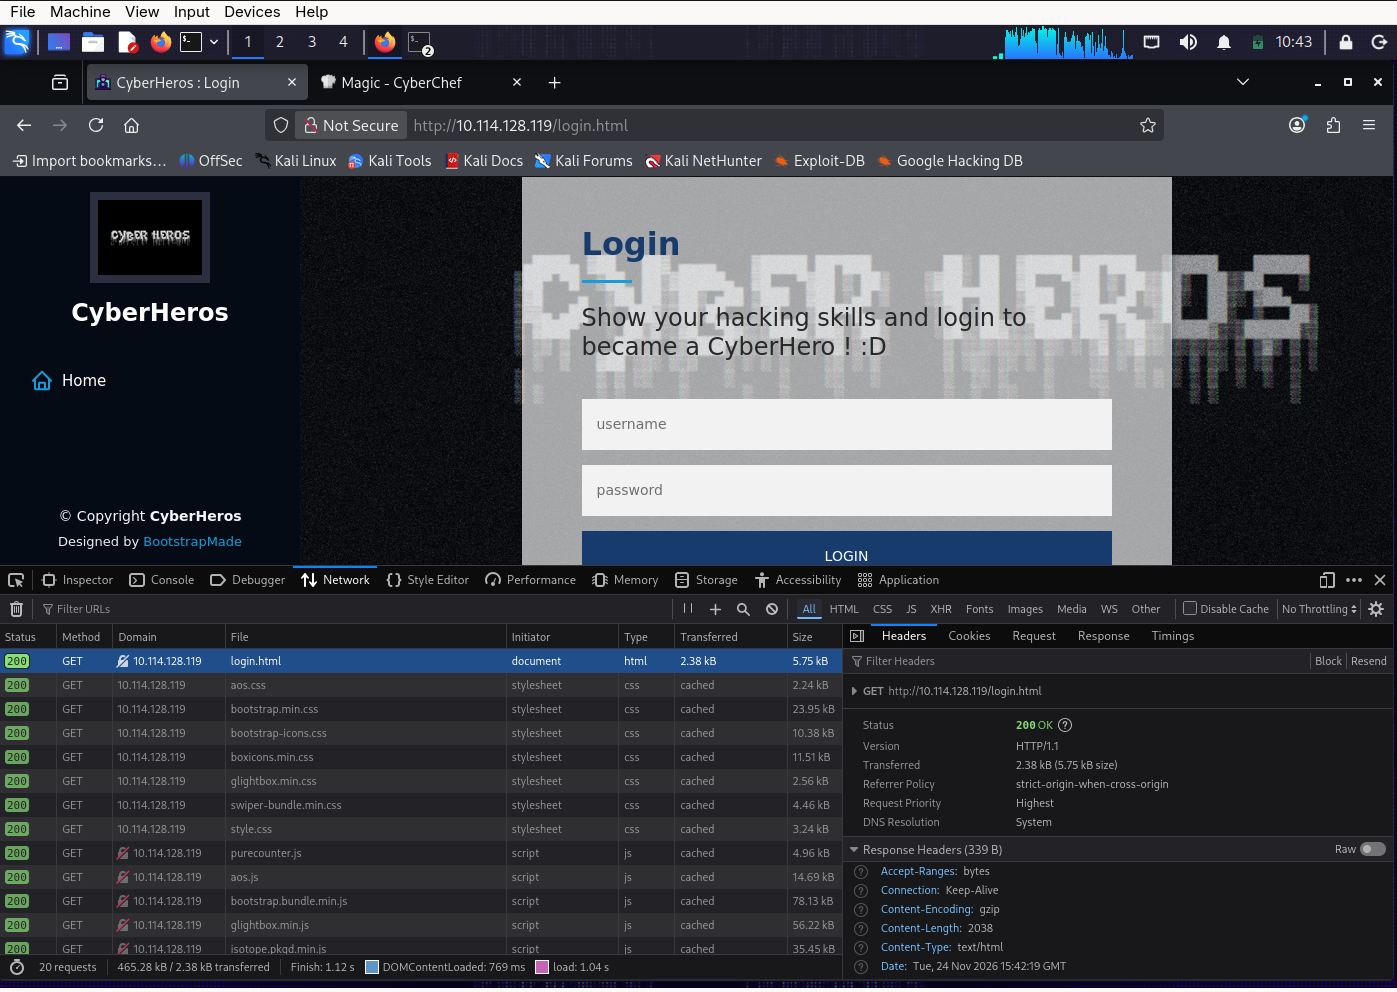 File Machine View Input Devices Help
1 2 3 4 2 10:43
CyberHeros : Login Magic - CyberChef
Not Secure http://10.114.128.119/login.html
Import bookmarks... OffSec Kali Linux Kali Tools Kali Docs Kali Forums Kali NetHunter Exploit-DB Google Hacking DB
CYBER HEROS
CyberHeros
Home
© Copyright CyberHeros
Designed by BootstrapMade
CYBER HEROS
Login
Show your hacking skills and login to
became a CyberHero ! :D
username
password
LOGIN
Inspector Console Debugger Network Style Editor Performance Memory Storage Accessibility Application
Filter URLs All HTML CSS JS XHR Fonts Images Media WS Other Disable Cache No Throttling
Status Method Domain File Initiator Type Transferred Size
200 GET 10.114.128.119 login.html document html 2.38 kB 5.75 kB
200 GET 10.114.128.119 aos.css stylesheet css cached 2.24 kB
200 GET 10.114.128.119 bootstrap.min.css stylesheet css cached 23.95 kB
200 GET 10.114.128.119 bootstrap-icons.css stylesheet css cached 10.38 kB
200 GET 10.114.128.119 boxicons.min.css stylesheet css cached 11.51 kB
200 GET 10.114.128.119 glightbox.min.css stylesheet css cached 2.56 kB
200 GET 10.114.128.119 swiper-bundle.min.css stylesheet css cached 4.46 kB
200 GET 10.114.128.119 style.css stylesheet css cached 3.24 kB
200 GET 10.114.128.119 purecounter.js script js cached 4.96 kB
200 GET 10.114.128.119 aos.js script js cached 14.69 kB
200 GET 10.114.128.119 bootstrap.bundle.min.js script js cached 78.13 kB
200 GET 10.114.128.119 glightbox.min.js script js cached 56.22 kB
200 GET 10.114.128.119 isotope.pkgd.min.js script js cached 35.45 kB
20 requests 465.28 kB / 2.38 kB transferred Finish: 1.12 s DOMContentLoaded: 769 ms load: 1.04 s
Headers Cookies Request Response Timings
Filter Headers Block Resend
GET http://10.114.128.119/login.html
Status 200 OK
Version HTTP/1.1
Transferred 2.38 kB (5.75 kB size)
Referrer Policy strict-origin-when-cross-origin
Request Priority Highest
DNS Resolution System
Response Headers (339 B) Raw
Accept-Ranges: bytes
Connection: Keep-Alive
Content-Encoding: gzip
Content-Length: 2038
Content-Type: text/html
Date: Tue, 24 Nov 2026 15:42:19 GMT